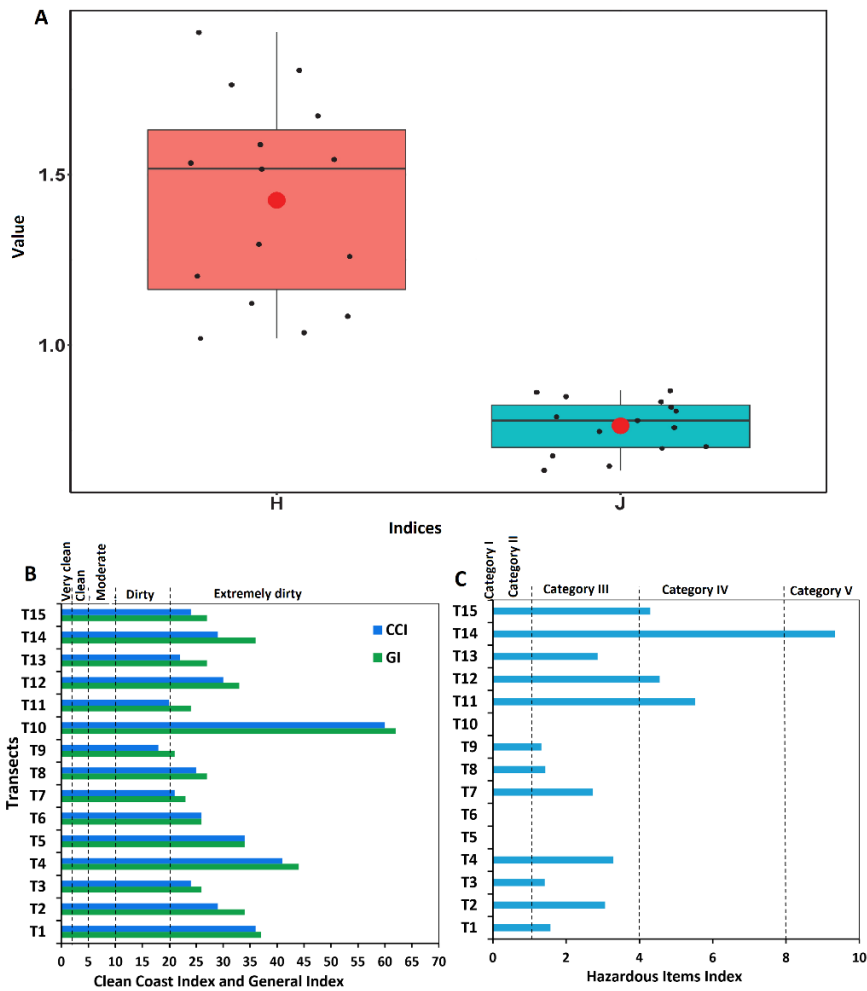 A
1.5
1.0
Value
H
J
Indices
B
Very clean
Clean
Moderate
Dirty
Extremely dirty
CCI
GI
T15
T14
T13
T12
T11
T10
T9
T8
T7
T6
T5
T4
T3
T2
T1
Transects
0 5 10 15 20 25 30 35 40 45 50 60 70
Clean Coast Index and General Index
C
Category I
Category II
Category III
Category IV
Category V
T15
T14
T13
T12
T11
T10
T9
T8
T7
T6
T5
T4
T3
T2
T1
0 2 4 6 8 10
Hazardous Items Index